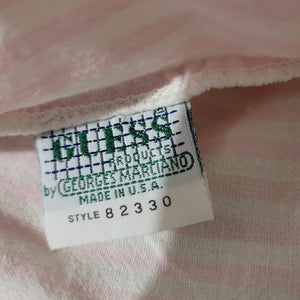 GUESS
PRODUCTS
by GEORGES MARCIANO
MADE IN U.S.A.
STYLE 82330